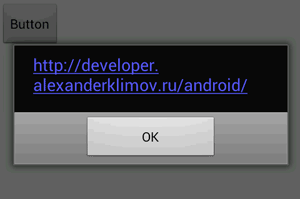 Button
http://developer.
alexanderklimov.ru/android/
OK